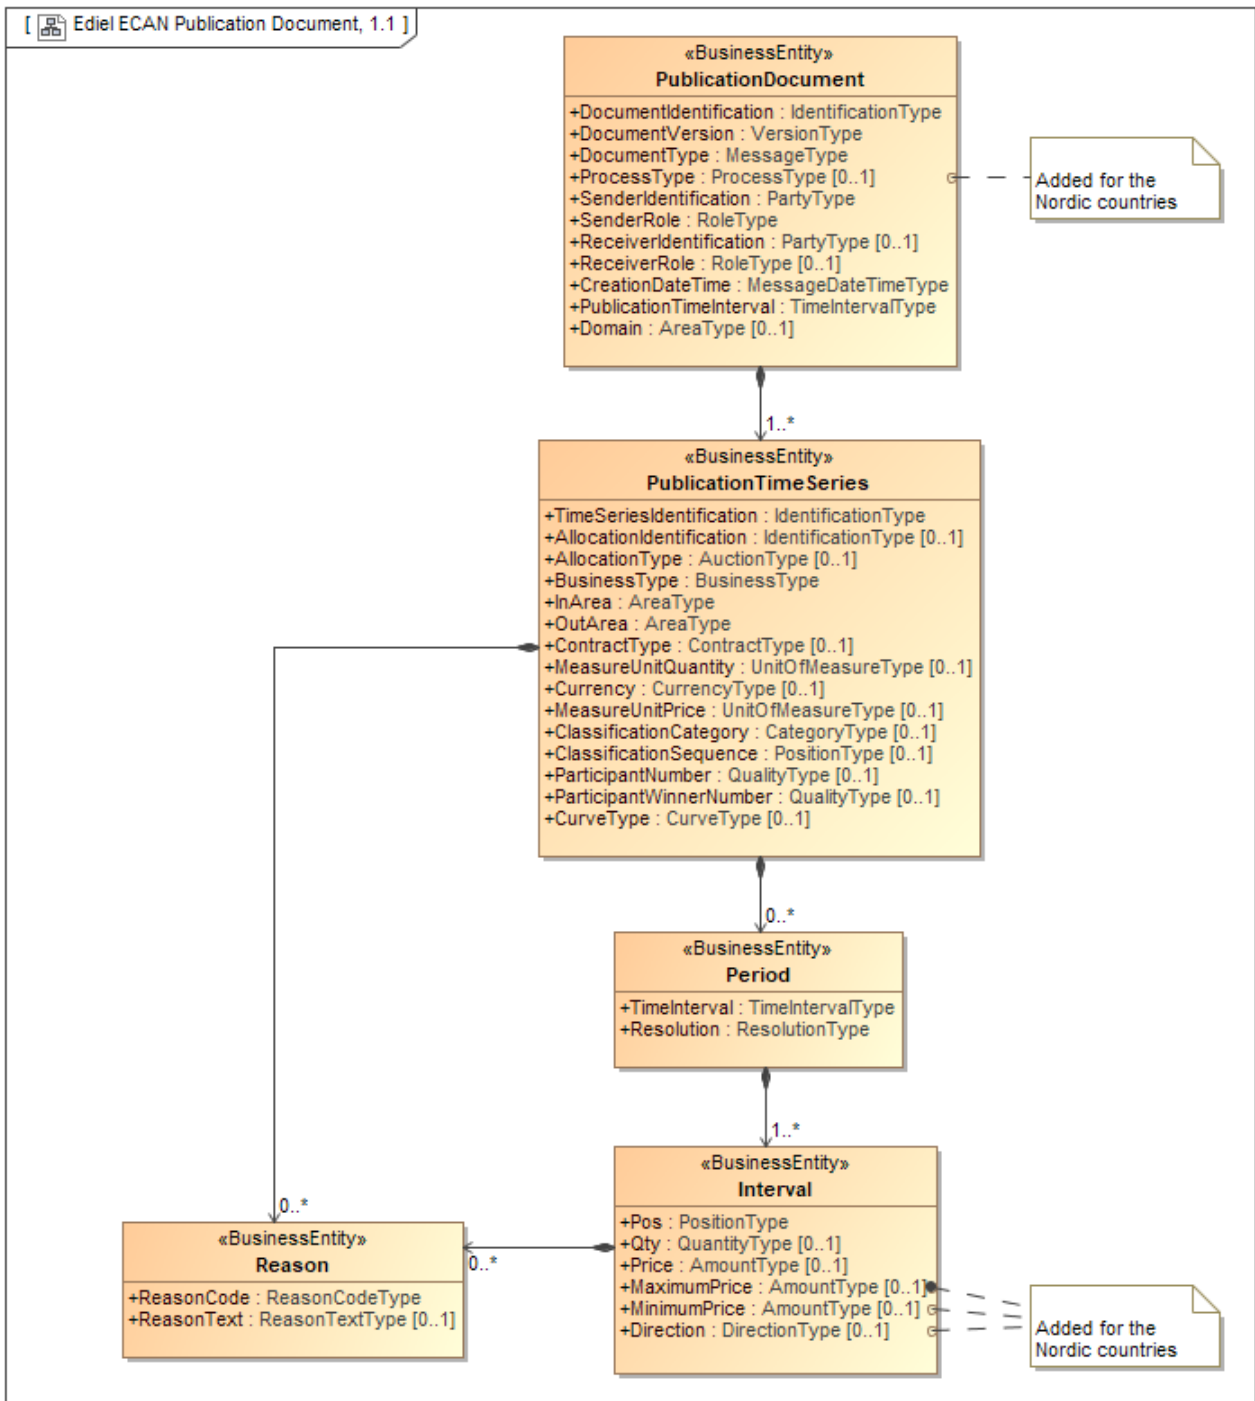 [ Ediel ECAN Publication Document, 1.1 ]
«BusinessEntity»
PublicationDocument
+DocumentIdentification : IdentificationType
+DocumentVersion : VersionType
+DocumentType : MessageType
+ProcessType : ProcessType [0..1]
+SenderIdentification : PartyType
+SenderRole : RoleType
+ReceiverIdentification : PartyType [0..1]
+ReceiverRole : RoleType [0..1]
+CreationDateTime : MessageDateTimeType
+PublicationTimeInterval : TimeIntervalType
+Domain : AreaType [0..1]
Added for the
Nordic countries
1..*
«BusinessEntity»
PublicationTimeSeries
+TimeSeriesIdentification : IdentificationType
+AllocationIdentification : IdentificationType [0..1]
+AllocationType : AuctionType [0..1]
+BusinessType : BusinessType
+InArea : AreaType
+OutArea : AreaType
+ContractType : ContractType [0..1]
+MeasureUnitQuantity : UnitOfMeasureType [0..1]
+Currency : CurrencyType [0..1]
+MeasureUnitPrice : UnitOfMeasureType [0..1]
+ClassificationCategory : CategoryType [0..1]
+ClassificationSequence : PositionType [0..1]
+ParticipantNumber : QualityType [0..1]
+ParticipantWinnerNumber : QualityType [0..1]
+CurveType : CurveType [0..1]
0..*
«BusinessEntity»
Period
+TimeInterval : TimeIntervalType
+Resolution : ResolutionType
1..*
«BusinessEntity»
Interval
+Pos : PositionType
+Qty : QuantityType [0..1]
+Price : AmountType [0..1]
+MaximumPrice : AmountType [0..1]
+MinimumPrice : AmountType [0..1]
+Direction : DirectionType [0..1]
0..*
0..*
«BusinessEntity»
Reason
+ReasonCode : ReasonCodeType
+ReasonText : ReasonTextType [0..1]
Added for the
Nordic countries